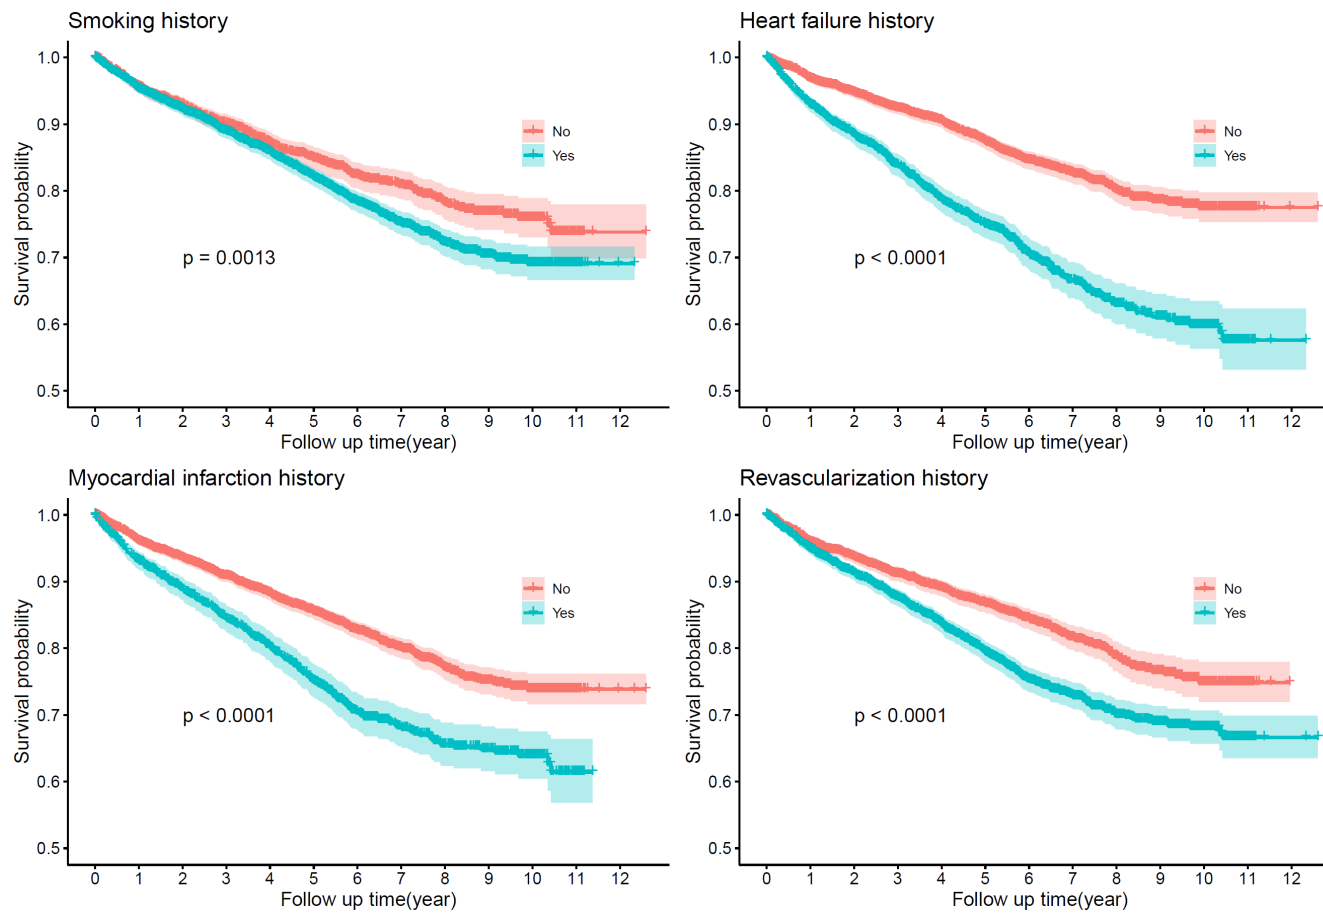 Smoking history
Survival probability
1.0
0.9
0.8
0.7
0.6
0.5
No
Yes
p = 0.0013
0 1 2 3 4 5 6 7 8 9 10 11 12
Follow up time(year)
Heart failure history
Survival probability
1.0
0.9
0.8
0.7
0.6
0.5
No
Yes
p < 0.0001
0 1 2 3 4 5 6 7 8 9 10 11 12
Follow up time(year)
Myocardial infarction history
Survival probability
1.0
0.9
0.8
0.7
0.6
0.5
No
Yes
p < 0.0001
0 1 2 3 4 5 6 7 8 9 10 11 12
Follow up time(year)
Revascularization history
Survival probability
1.0
0.9
0.8
0.7
0.6
0.5
No
Yes
p < 0.0001
0 1 2 3 4 5 6 7 8 9 10 11 12
Follow up time(year)